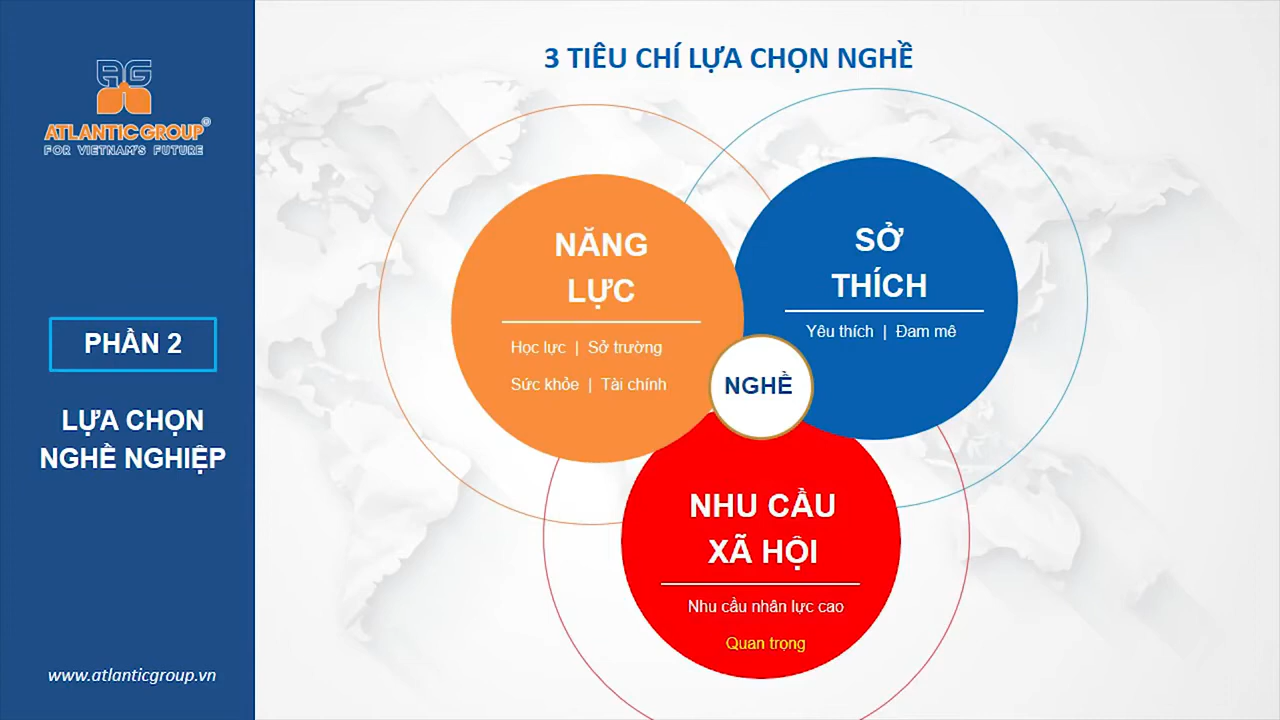 AG
ATLANTIC GROUP®
FOR VIETNAM'S FUTURE
PHẦN 2
LỰA CHỌN
NGHỀ NGHIỆP
www.atlanticgroup.vn
3 TIÊU CHÍ LỰA CHỌN NGHỀ
NĂNG
LỰC
Học lực | Sở trường
Sức khỏe | Tài chính
SỞ
THÍCH
Yêu thích | Đam mê
NGHỀ
NHU CẦU
XÃ HỘI
Nhu cầu nhân lực cao
Quan trọng